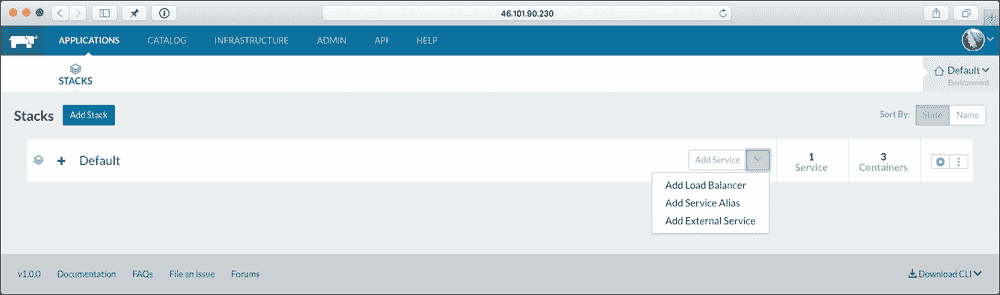 46.101.90.230
APPLICATIONS CATALOG INFRASTRUCTURE ADMIN API HELP
STACKS
Default
Environment
Stacks Add Stack
Sort By: State Name
Default
Add Service
1 Service
3 Containers
Add Load Balancer
Add Service Alias
Add External Service
v1.0.0 Documentation FAQs File an Issue Forums Download CLI